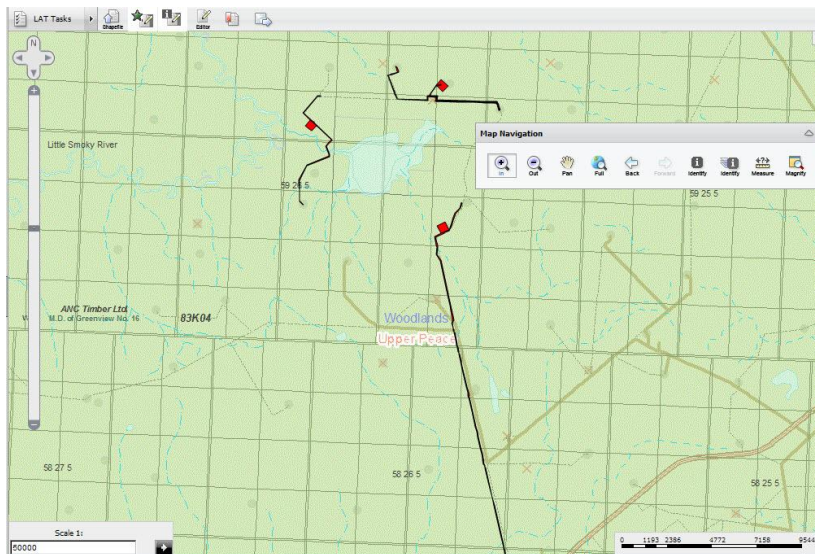 LAT Tasks
Shapefile
Editor
N
Map Navigation
In
Out
Pan
Full
Back
Forward
Identify
Identify
Measure
Magnify
Little Smoky River
59 26 5
59 25 5
ANC Timber Ltd.
M.D. of Greenview No. 16
83K04
Woodlands
Upper Peace
58 27 5
58 26 5
58 25 5
Scale 1:
50000
0 1193 2386 4772 7158 9544